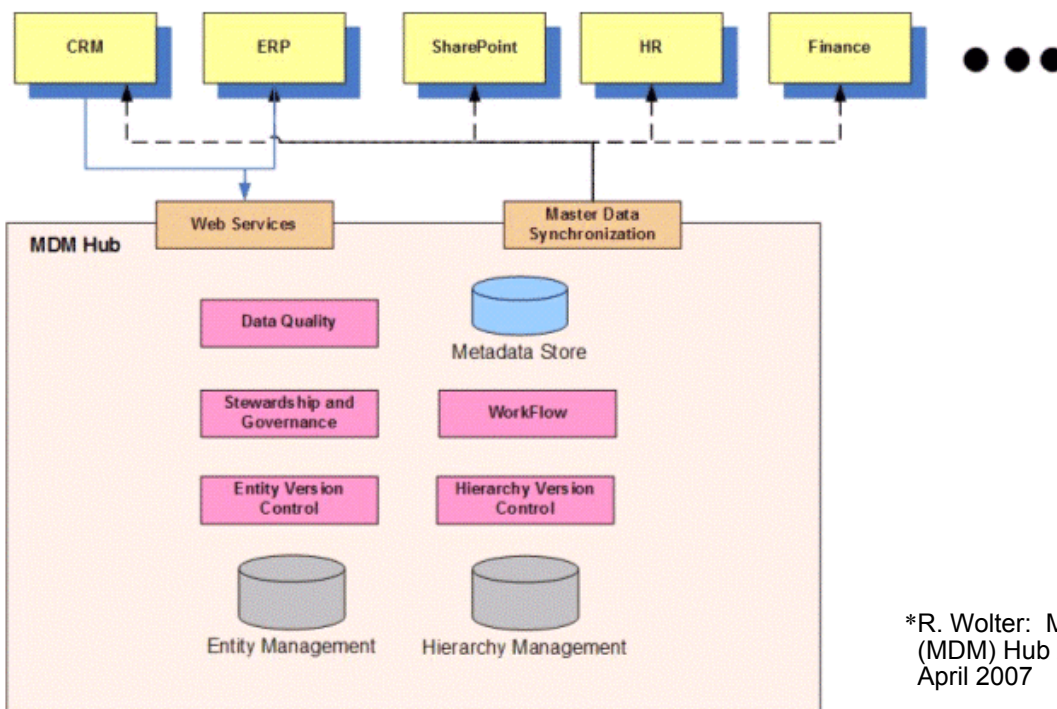 CRM
ERP
SharePoint
HR
Finance
Web Services
Master Data
Synchronization
MDM Hub
Data Quality
Metadata Store
Stewardship and
Governance
WorkFlow
Entity Version
Control
Hierarchy Version
Control
Entity Management
Hierarchy Management
*R. Wolter:
(MDM) Hub
April 2007